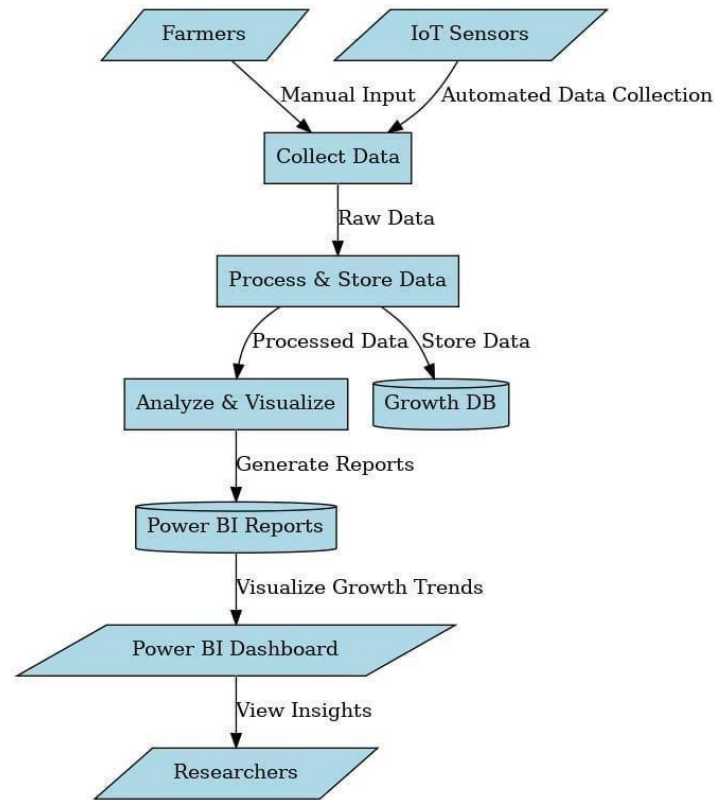 Farmers
IoT Sensors
Manual Input
Automated Data Collection
Collect Data
Raw Data
Process & Store Data
Processed Data
Store Data
Analyze & Visualize
Growth DB
Generate Reports
Power BI Reports
Visualize Growth Trends
Power BI Dashboard
View Insights
Researchers